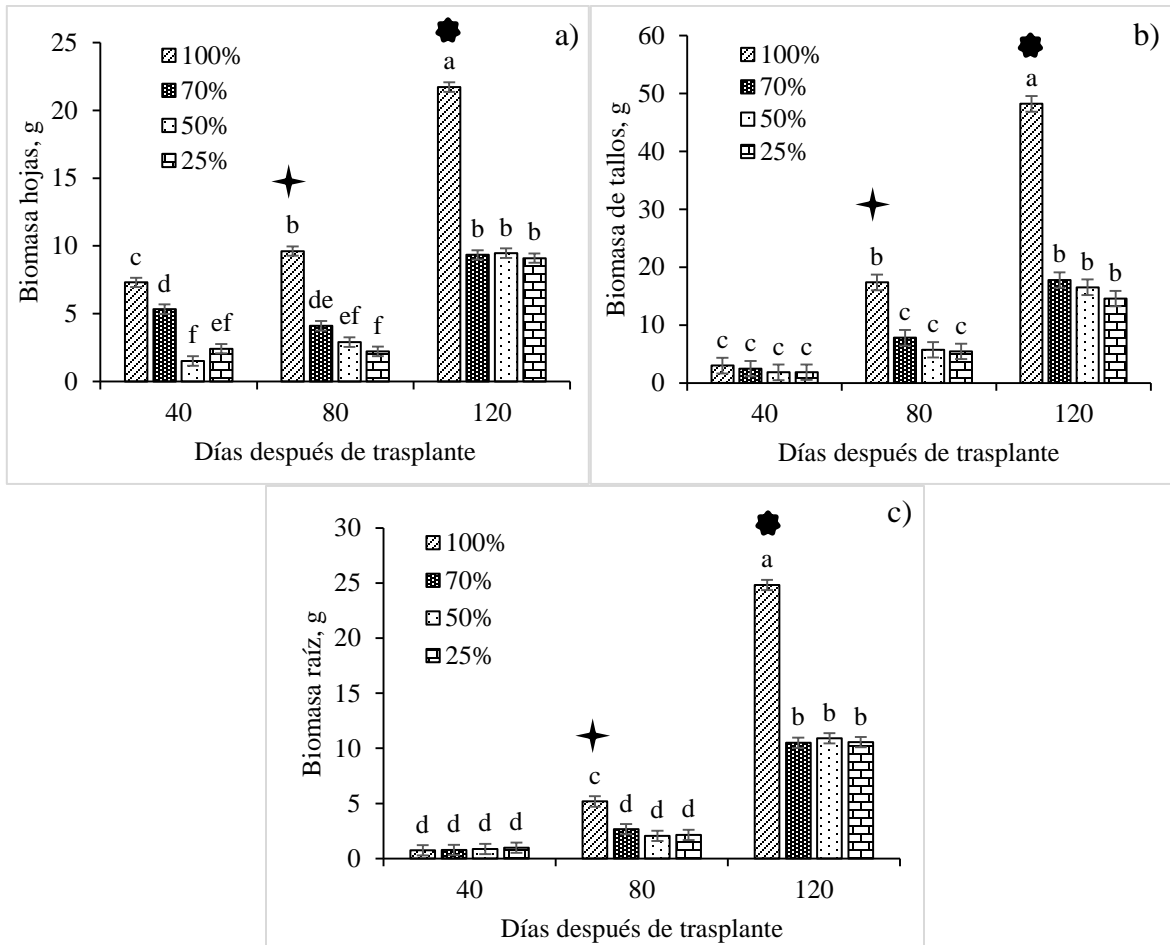 a)
100%
70%
50%
25%
Biomasa hojas, g
25
20
15
10
5
0
c
d
f
ef
b
de
ef
f
a
b
b
b
40
80
120
Días después de trasplante
b)
100%
70%
50%
25%
Biomasa de tallos, g
60
50
40
30
20
10
0
c
c
c
c
b
c
c
c
a
b
b
b
40
80
120
Días después de trasplante
c)
100%
70%
50%
25%
Biomasa raíz, g
30
25
20
15
10
5
0
d
d
d
d
c
d
d
d
a
b
b
b
40
80
120
Días después de trasplante